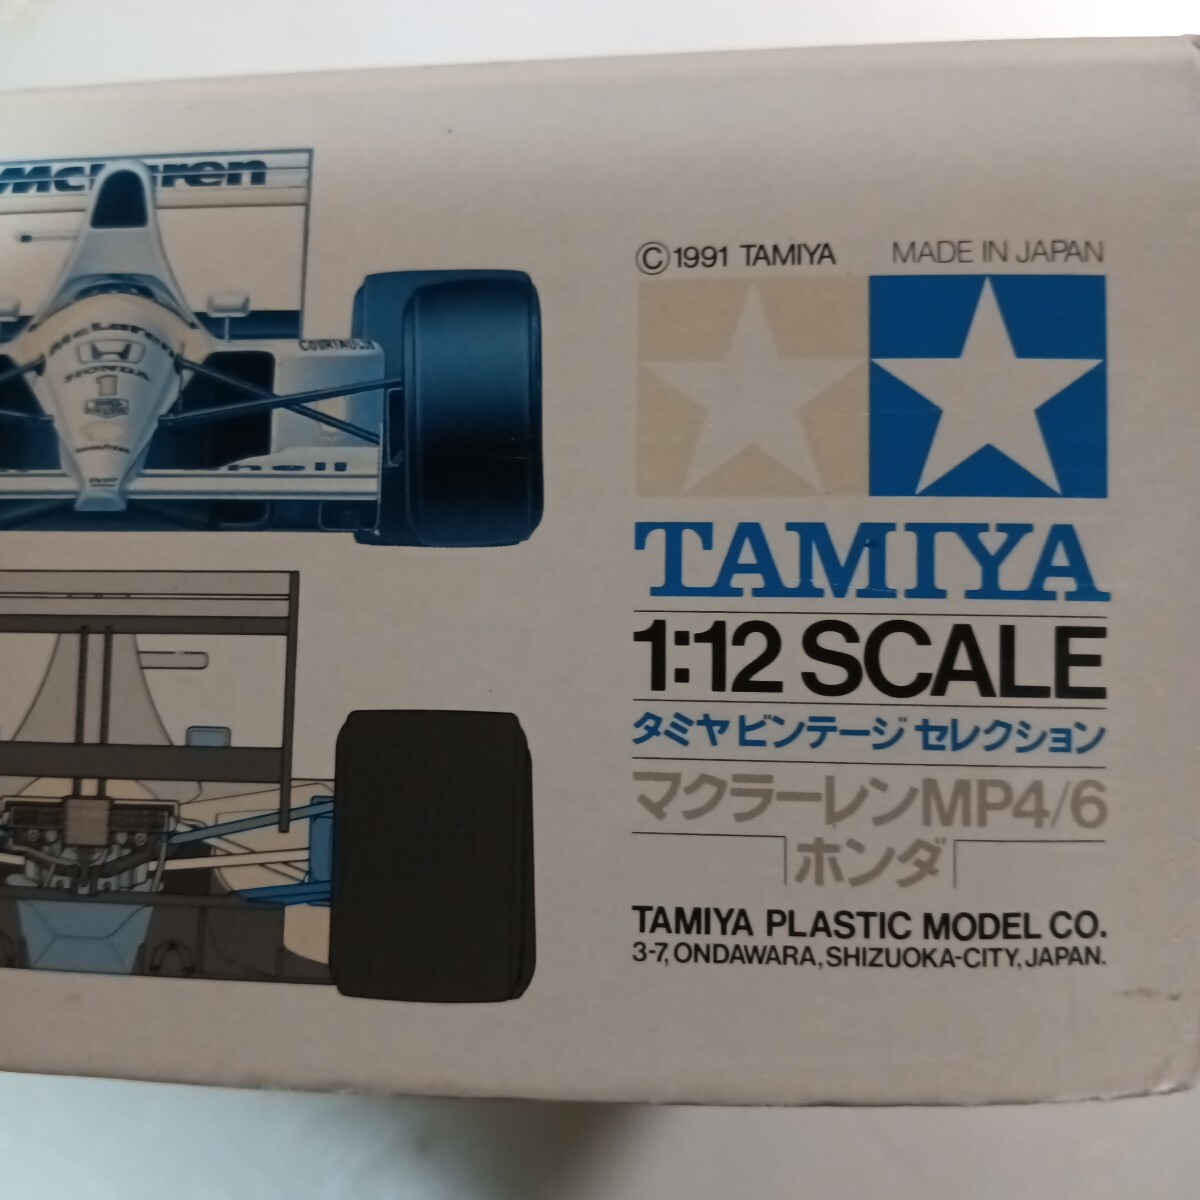 McLaren
McLaren
HONDA
1
COURTAULDS
GOODYEAR
© 1991 TAMIYA MADE IN JAPAN
TAMIYA
1:12 SCALE
タミヤ ビンテージ セレクション
マクラーレンMP4/6
ホンダ
TAMIYA PLASTIC MODEL CO.
3-7, ONDAWARA, SHIZUOKA-CITY, JAPAN.